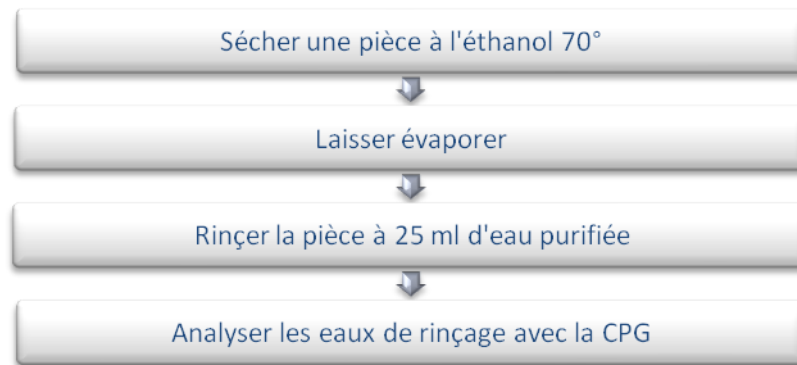 Sécher une pièce à l'éthanol 70°
Laisser évaporer
Rinçer la pièce à 25 ml d'eau purifiée
Analyser les eaux de rinçage avec la CPG